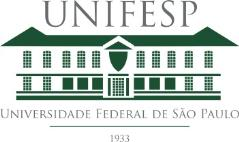 UNIFESP
UNIVERSIDADE FEDERAL DE SÃO PAULO
1933